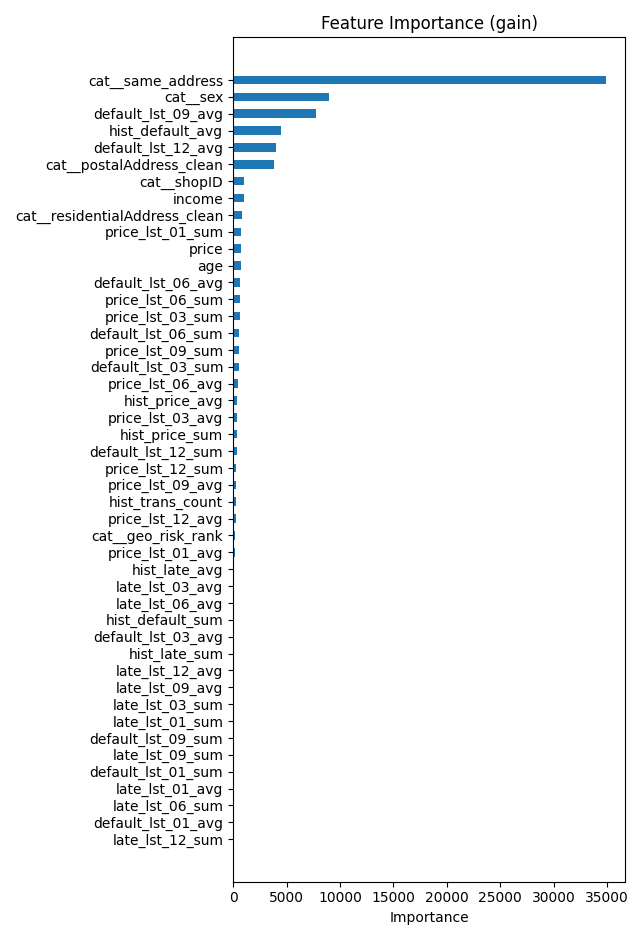 Feature Importance (gain)
cat__same_address
cat__sex
default_lst_09_avg
hist_default_avg
default_lst_12_avg
cat__postalAddress_clean
cat__shopID
income
cat__residentialAddress_clean
price_lst_01_sum
price
age
default_lst_06_avg
price_lst_06_sum
price_lst_03_sum
default_lst_06_sum
price_lst_09_sum
default_lst_03_sum
price_lst_06_avg
hist_price_avg
price_lst_03_avg
hist_price_sum
default_lst_12_sum
price_lst_12_sum
price_lst_09_avg
hist_trans_count
price_lst_12_avg
cat__geo_risk_rank
price_lst_01_avg
hist_late_avg
late_lst_03_avg
late_lst_06_avg
hist_default_sum
default_lst_03_avg
hist_late_sum
late_lst_12_avg
late_lst_09_avg
late_lst_03_sum
late_lst_01_sum
default_lst_09_sum
late_lst_09_sum
default_lst_01_sum
late_lst_01_avg
late_lst_06_sum
default_lst_01_avg
late_lst_12_sum
0 5000 10000 15000 20000 25000 30000 35000
Importance